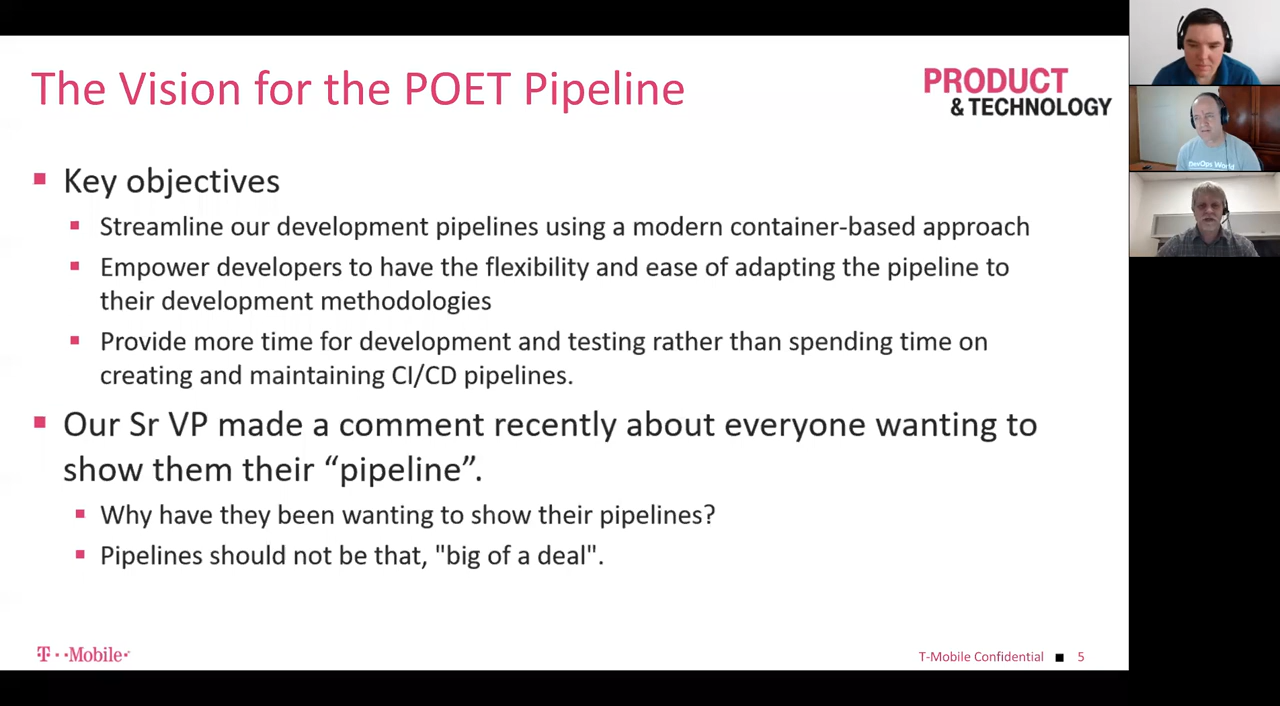 The Vision for the POET Pipeline
PRODUCT
& TECHNOLOGY
Key objectives
Streamline our development pipelines using a modern container-based approach
Empower developers to have the flexibility and ease of adapting the pipeline to
their development methodologies
Provide more time for development and testing rather than spending time on
creating and maintaining CI/CD pipelines.
Our Sr VP made a comment recently about everyone wanting to
show them their “pipeline”.
Why have they been wanting to show their pipelines?
Pipelines should not be that, "big of a deal".
T··Mobile·
T-Mobile Confidential ■ 5
DevOps World